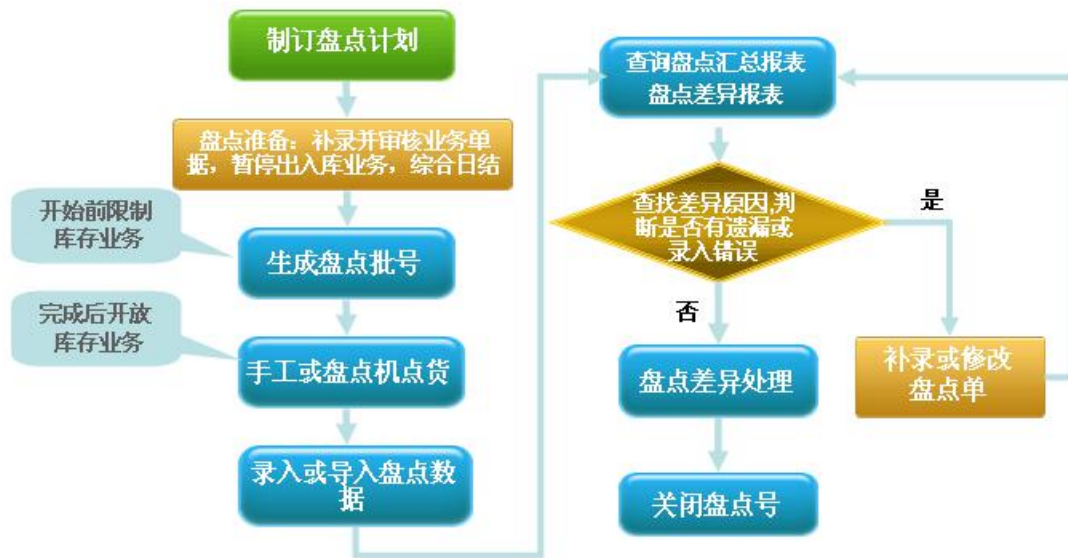 制订盘点计划
盘点准备：补录并审核业务单
据，暂停出入库业务，综合日结
开始前限制
库存业务
生成盘点批号
完成后开放
库存业务
手工或盘点机点货
录入或导入盘点数
据
查询盘点汇总报表
盘点差异报表
查找差异原因,判
断是否有遗漏或
录入错误
是
否
补录或修改
盘点单
盘点差异处理
关闭盘点号